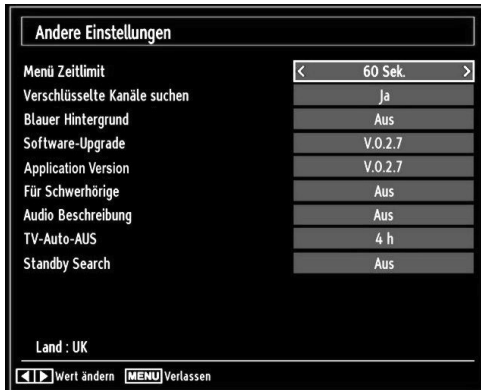 Andere Einstellungen
Menü Zeitlimit < 60 Sek. >
Verschlüsselte Kanäle suchen Ja
Blauer Hintergrund Aus
Software-Upgrade V.0.2.7
Application Version V.0.2.7
Für Schwerhörige Aus
Audio Beschreibung Aus
TV-Auto-AUS 4 h
Standby Search Aus
Land : UK
Wert ändern MENU Verlassen